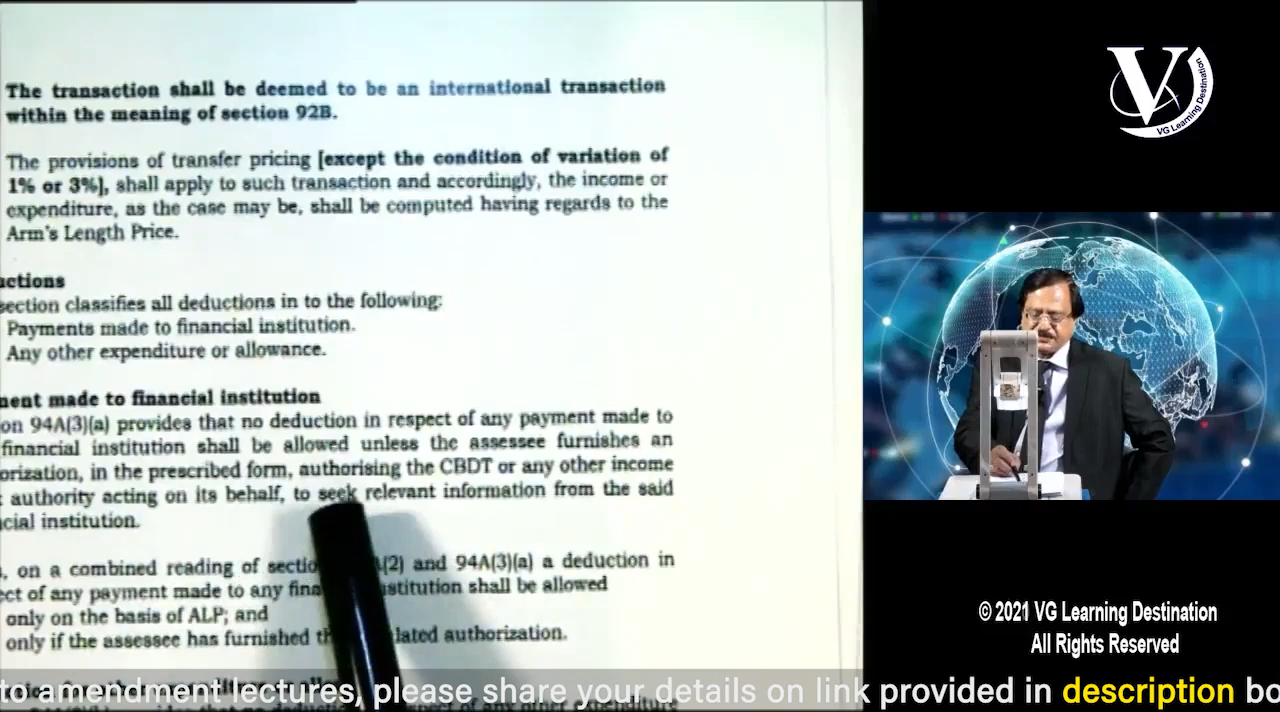 The transaction shall be deemed to be an international transaction
within the meaning of section 92B.
The provisions of transfer pricing [except the condition of variation of
1% or 3%], shall apply to such transaction and accordingly, the income or
expenditure, as the case may be, shall be computed having regards to the
Arm's Length Price.
uctions
section classifies all deductions in to the following:
Payments made to financial institution.
Any other expenditure or allowance.
ment made to financial institution
on 94A(3)(a) provides that no deduction in respect of any payment made to
financial institution shall be allowed unless the assessee furnishes an
orization, in the prescribed form, authorising the CBDT or any other income
authority acting on its behalf, to seek relevant information from the said
cial institution.
, on a combined reading of sectio (2) and 94A(3)(a) a deduction in
ect of any payment made to any fina stitution shall be allowed
only on the basis of ALP; and
only if the assessee has furnished th lated authorization.
V
VG Learning Destination
© 2021 VG Learning Destination
All Rights Reserved
to amendment lectures, please share your details on link provided in description bo